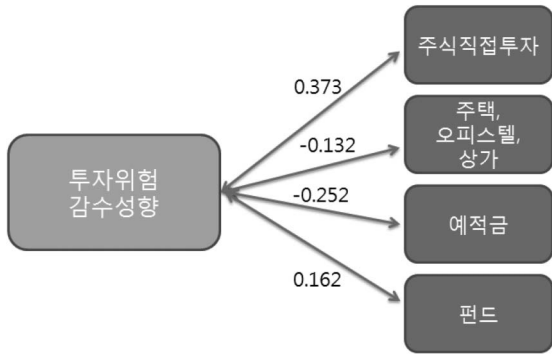 주식직접투자
0.373
주택,
오피스텔,
상가
-0.132
투자위험
감수성향
-0.252
예적금
0.162
펀드